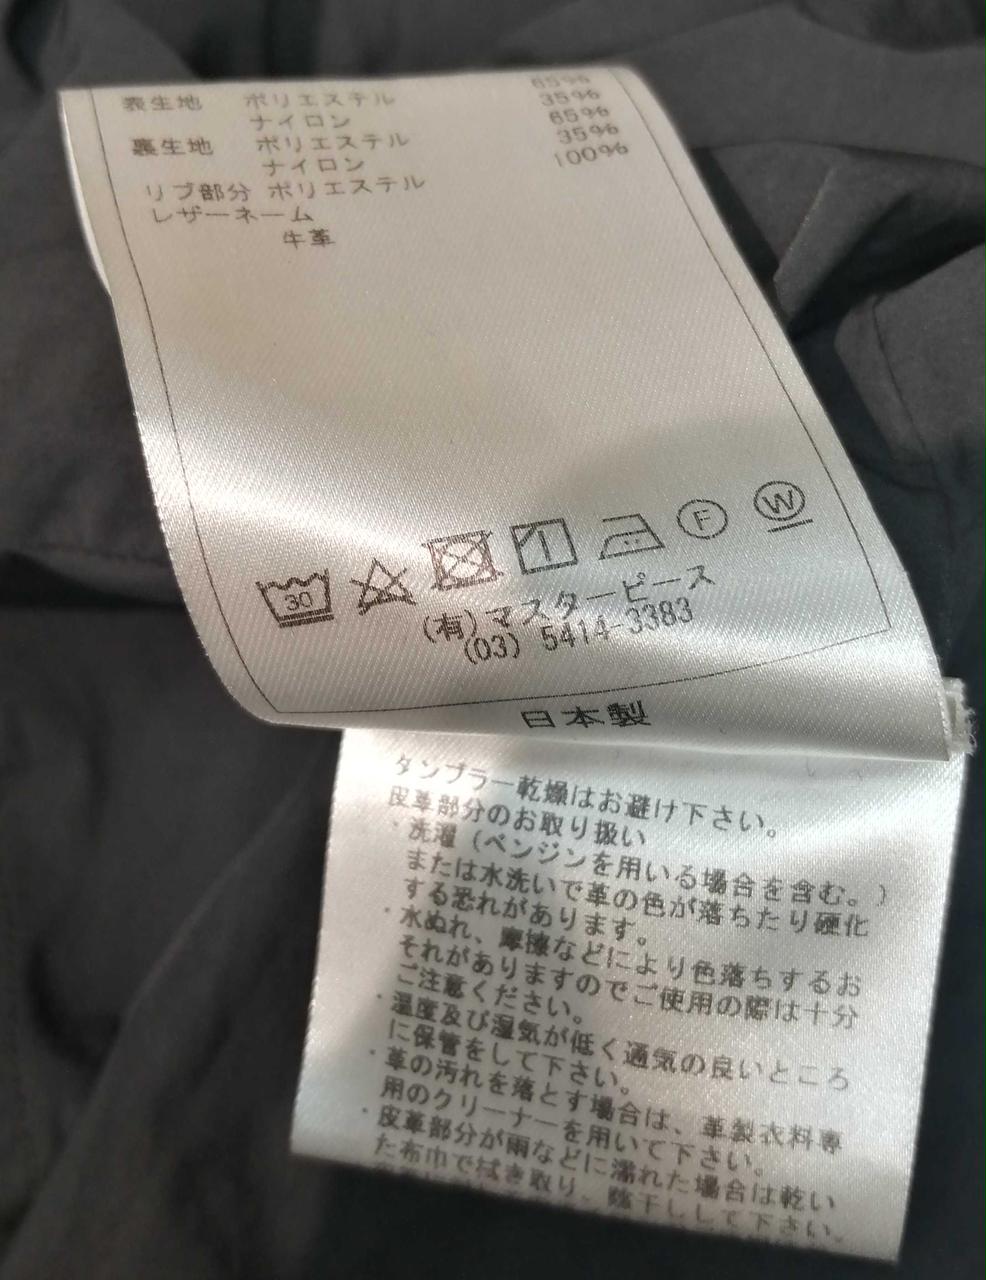 表生地 ポリエステル 65%
ナイロン 35%
裏生地 ポリエステル 65%
ナイロン 35%
リブ部分 ポリエステル 100%
レザーネーム
牛革
30 F W
(有)マスターピース
(03) 5414-3383
日本製
タンブラー乾燥はお避け下さい。
皮革部分のお取り扱い
・洗濯(ベンジンを用いる場合を含む。)
または水洗いで革の色が落ちたり硬化
する恐れがあります。
・水ぬれ、摩擦などにより色落ちするお
それがありますのでご使用の際は十分
ご注意ください。
・温度及び湿気が低く通気の良いところ
に保管をして下さい。
・革の汚れを落とす場合は、革製衣料専
用のクリーナーを用いて下さい。
・皮革部分が雨などに濡れた場合は乾い
た布巾で拭き取り、陰干しして下さい。